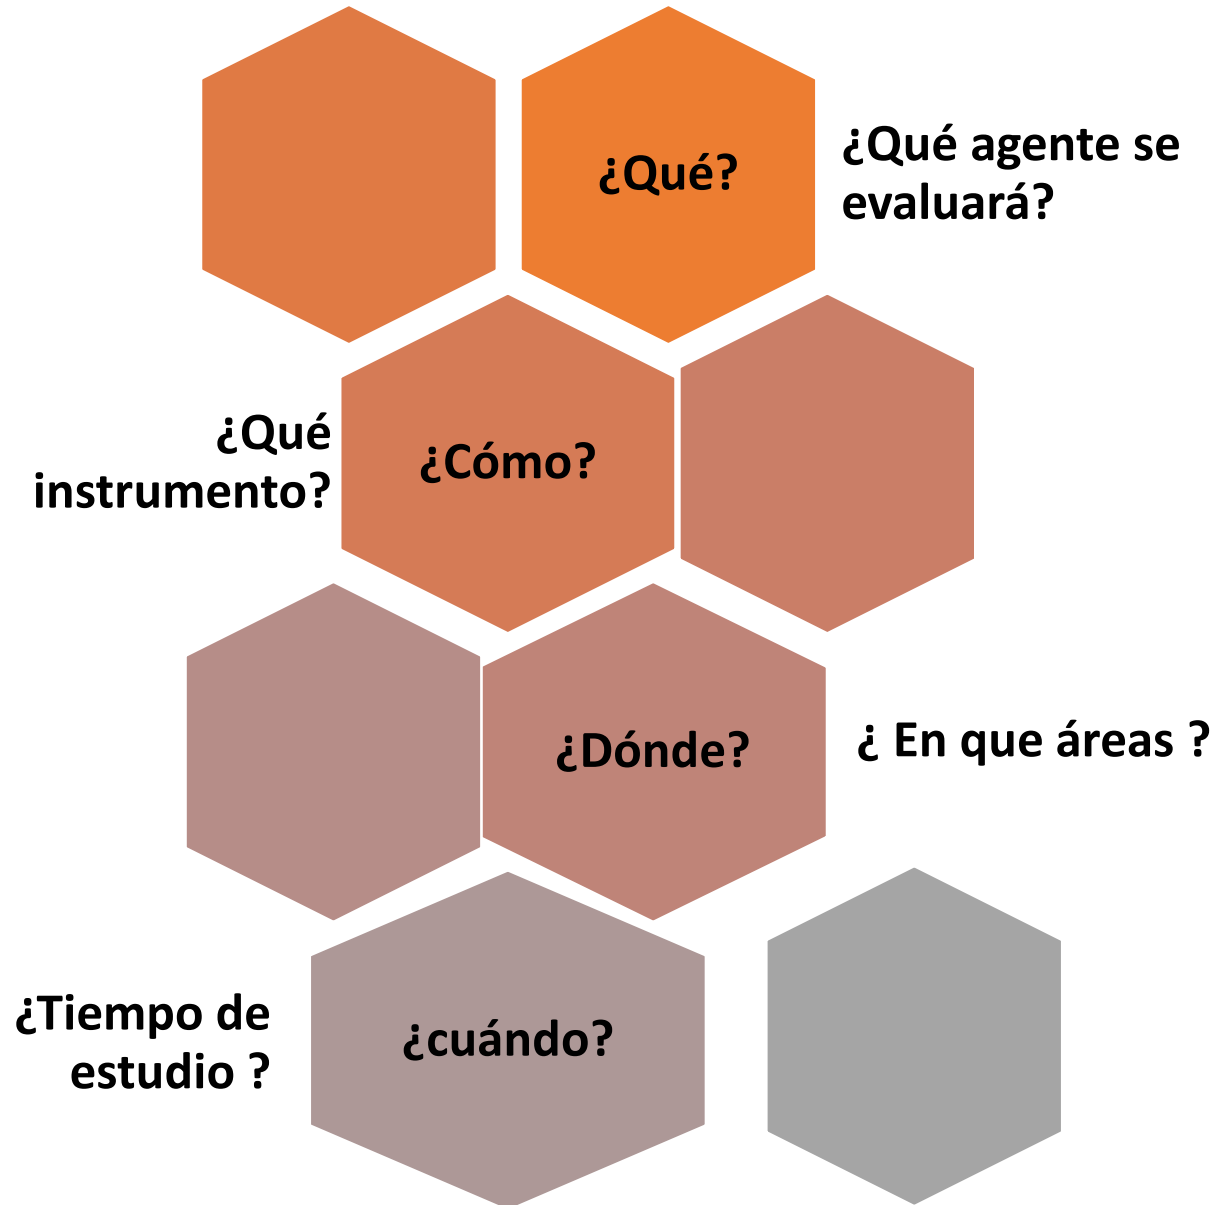 ¿Qué?
¿Qué agente se
evaluará?
¿Qué
instrumento?
¿Cómo?
¿Dónde?
¿ En que áreas ?
¿Tiempo de
estudio ?
¿cuándo?